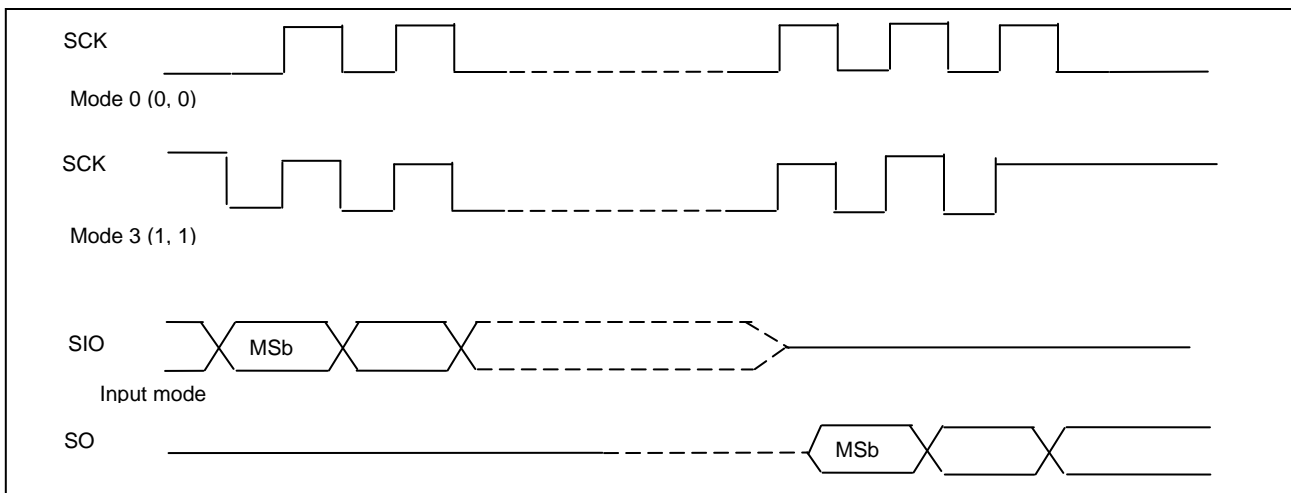 SCK
Mode 0 (0, 0)
SCK
Mode 3 (1, 1)
SIO
MSb
Input mode
SO
MSb